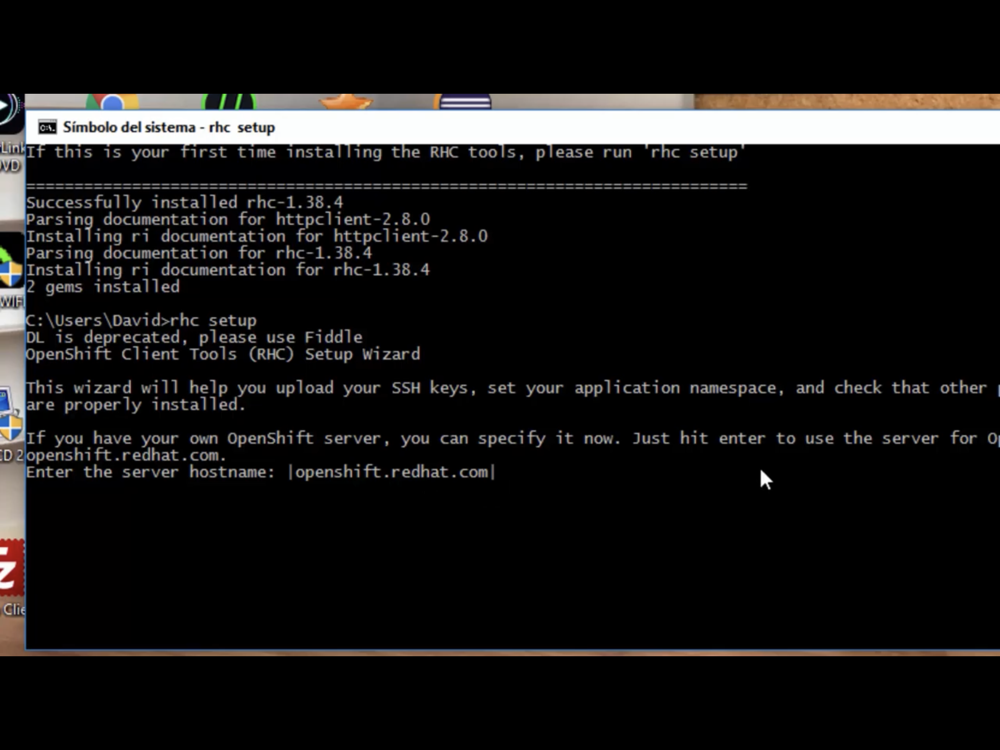 Símbolo del sistema - rhc setup
If this is your first time installing the RHC tools, please run 'rhc setup'
===========================================================================
Successfully installed rhc-1.38.4
Parsing documentation for httpclient-2.8.0
Installing ri documentation for httpclient-2.8.0
Parsing documentation for rhc-1.38.4
Installing ri documentation for rhc-1.38.4
2 gems installed
C:\Users\David>rhc setup
DL is deprecated, please use Fiddle
OpenShift Client Tools (RHC) Setup Wizard
This wizard will help you upload your SSH keys, set your application namespace, and check that other
are properly installed.
If you have your own OpenShift server, you can specify it now. Just hit enter to use the server for
openshift.redhat.com.
Enter the server hostname: |openshift.redhat.com|
Link
VD
WIFI
CD 2
Clie